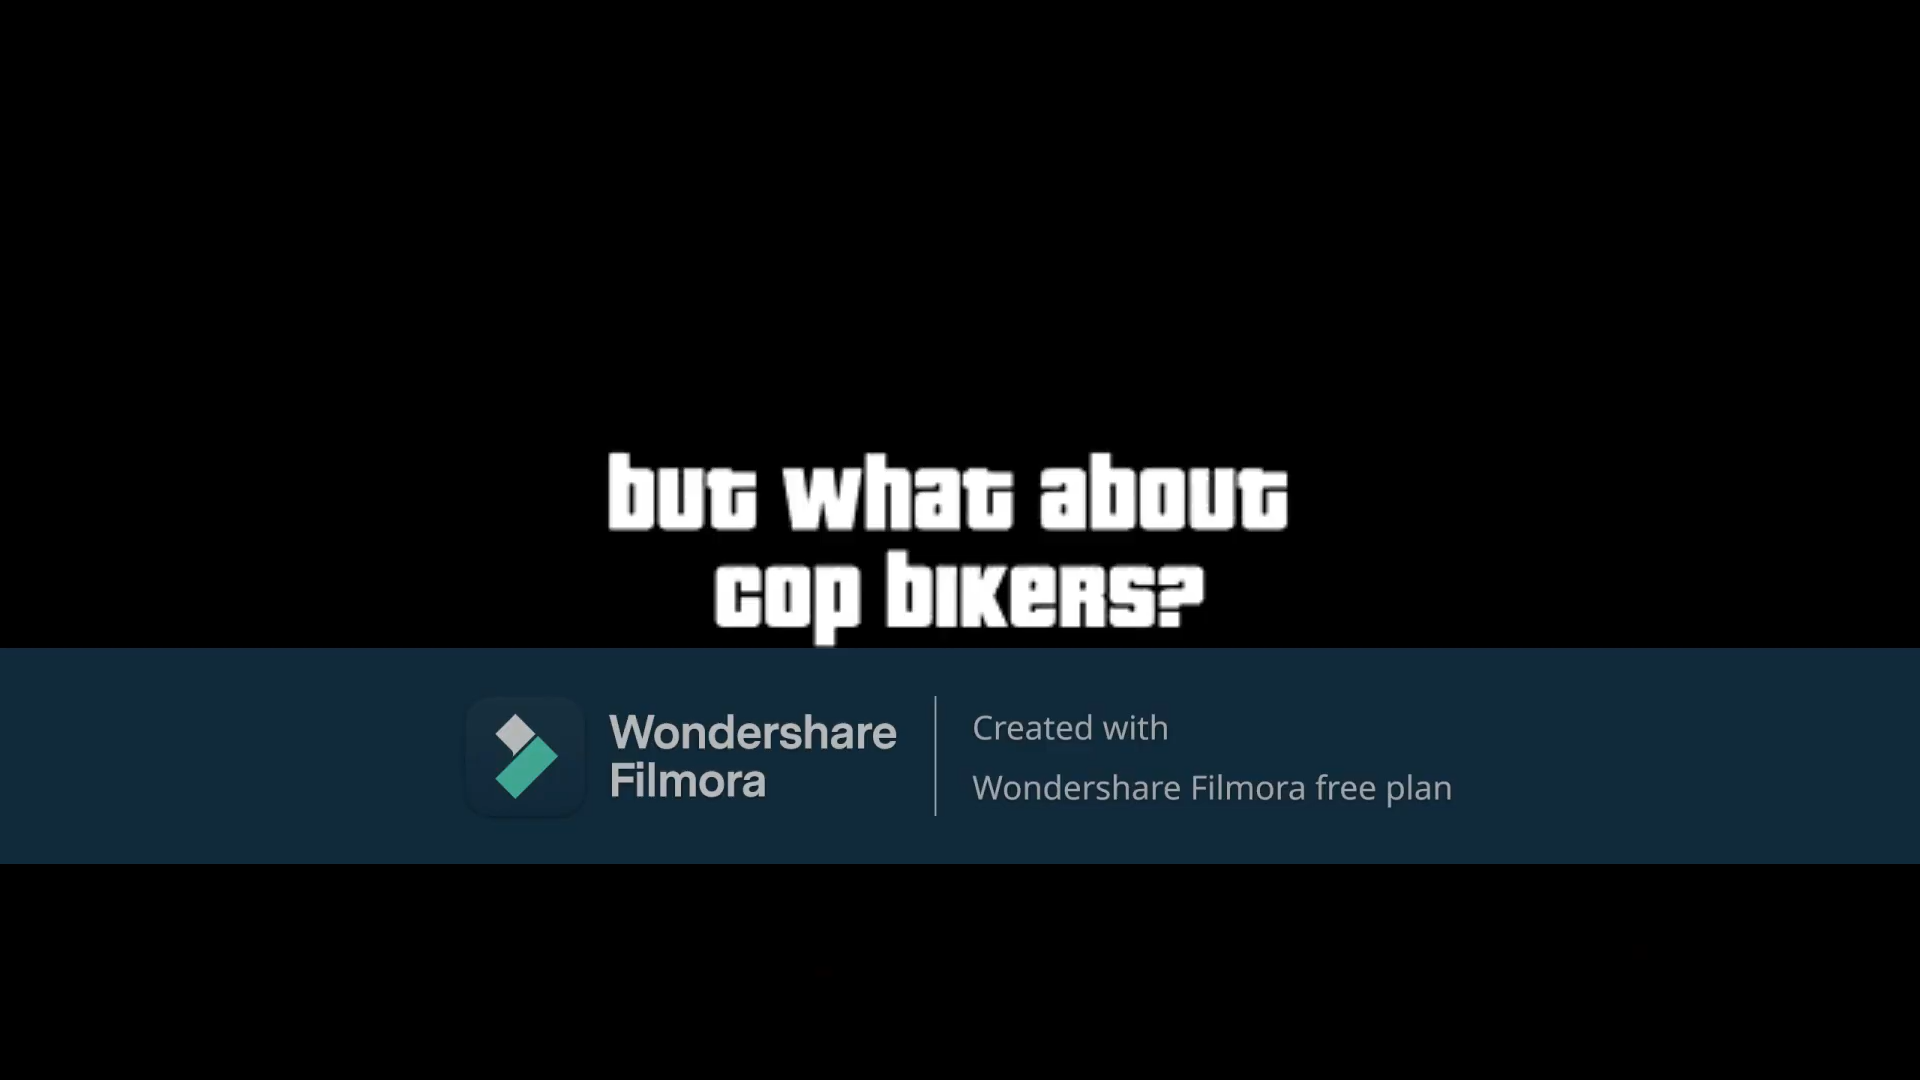 but what about
cop bikers?
Wondershare
Filmora
Created with
Wondershare Filmora free plan